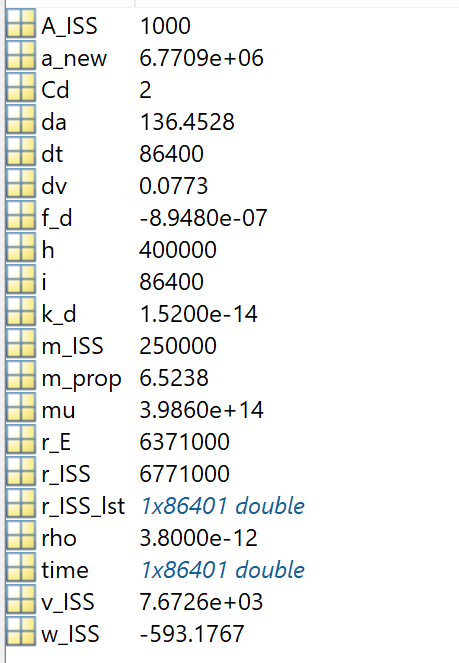 A_ISS 1000
a_new 6.7709e+06
Cd 2
da 136.4528
dt 86400
dv 0.0773
f_d -8.9480e-07
h 400000
i 86400
k_d 1.5200e-14
m_ISS 250000
m_prop 6.5238
mu 3.9860e+14
r_E 6371000
r_ISS 6771000
r_ISS_lst 1x86401 double
rho 3.8000e-12
time 1x86401 double
v_ISS 7.6726e+03
w_ISS -593.1767